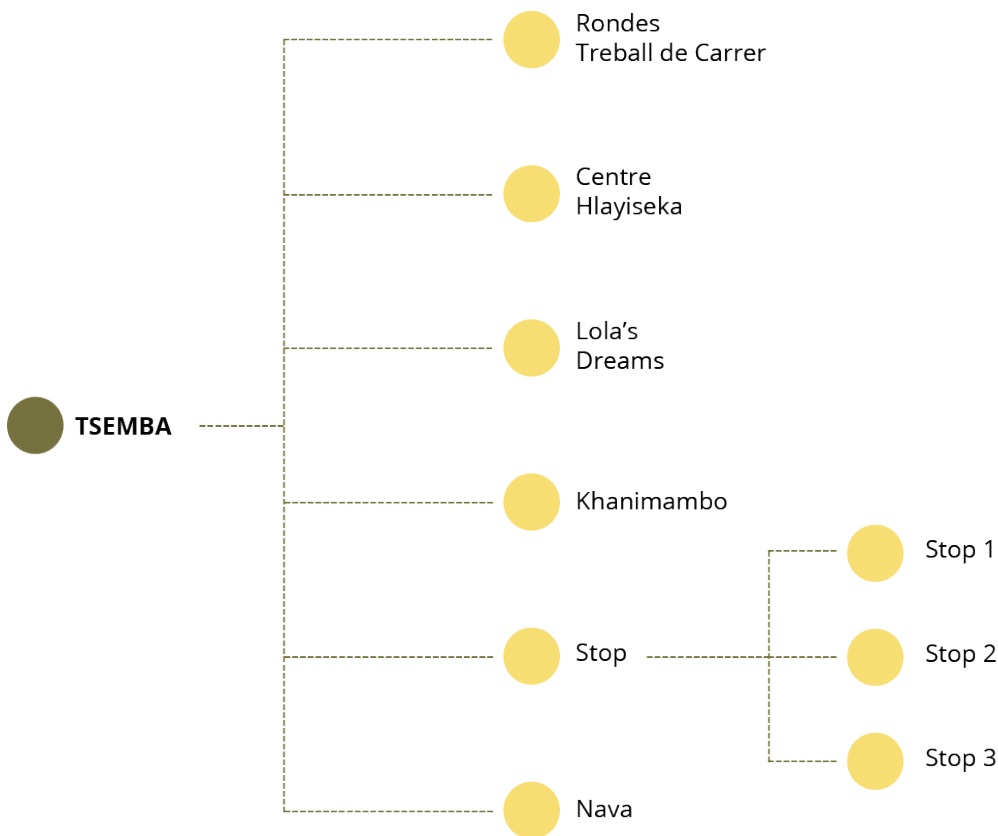 Rondes
Treball de Carrer
Centre
Hlayiseka
Lola’s
Dreams
TSEMBA
Khanimambo
Stop
Stop 1
Stop 2
Stop 3
Nava